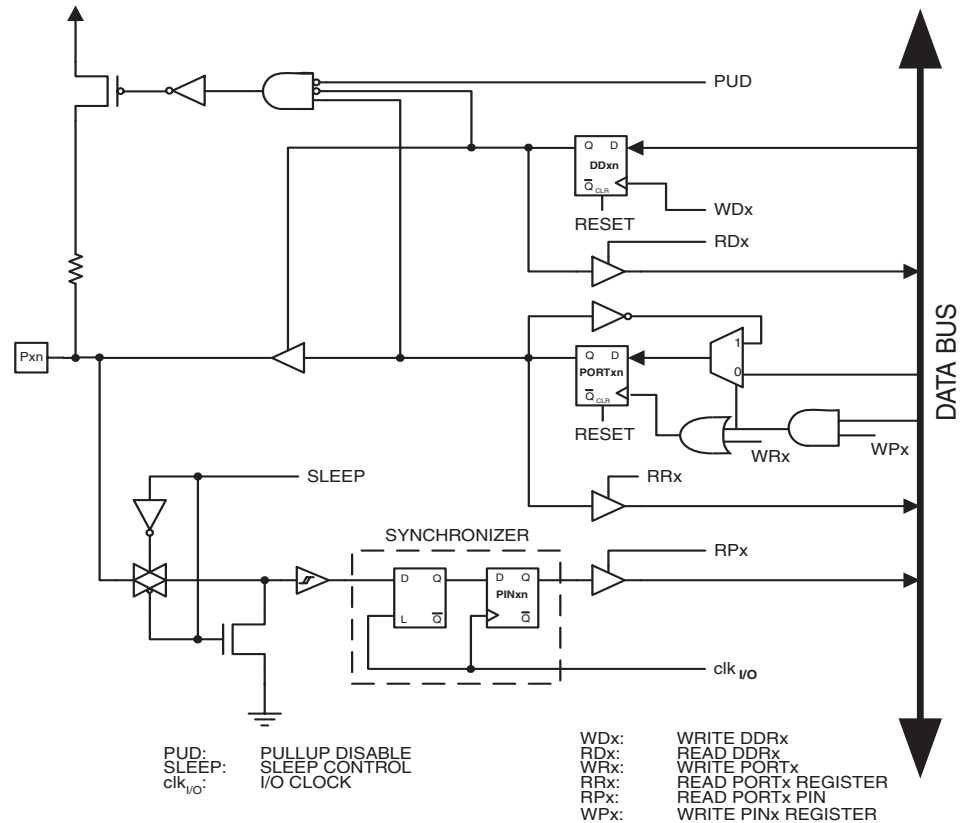 PUD
Q D
DDxn
Q CLR
WDx
RESET
RDx
Pxn
1
Q D
PORTxn
0
Q CLR
RESET
WRx
WPx
DATA BUS
SLEEP
RRx
SYNCHRONIZER
RPx
D Q
D Q
PINxn
L Q
Q
clk I/O
PUD: PULLUP DISABLE
SLEEP: SLEEP CONTROL
clkI/O: I/O CLOCK
WDx: WRITE DDRx
RDx: READ DDRx
WRx: WRITE PORTx
RRx: READ PORTx REGISTER
RPx: READ PORTx PIN
WPx: WRITE PINx REGISTER